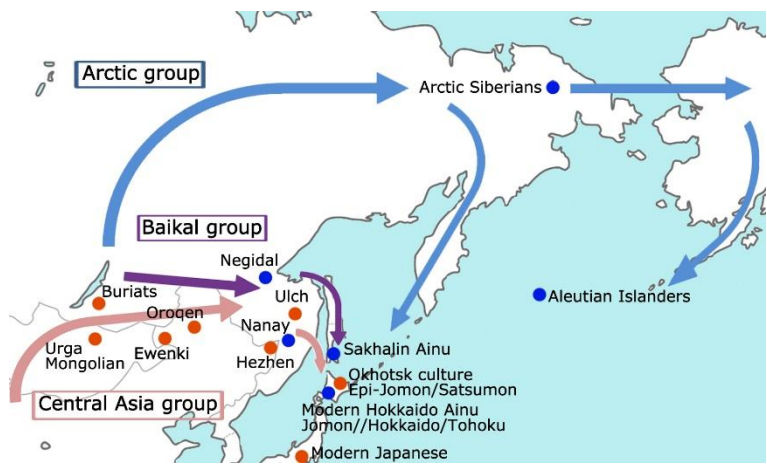 Arctic group
Arctic Siberians
Baikal group
Negidal
Buriats
Ulch
Oroqen
Nanay
Aleutian Islanders
Urga
Mongolian
Ewenki
Hezhen
Sakhalin Ainu
Okhotsk culture
Epi-Jomon/Satsumon
Central Asia group
Modern Hokkaido Ainu
Jomon//Hokkaido/Tohoku
Modern Japanese